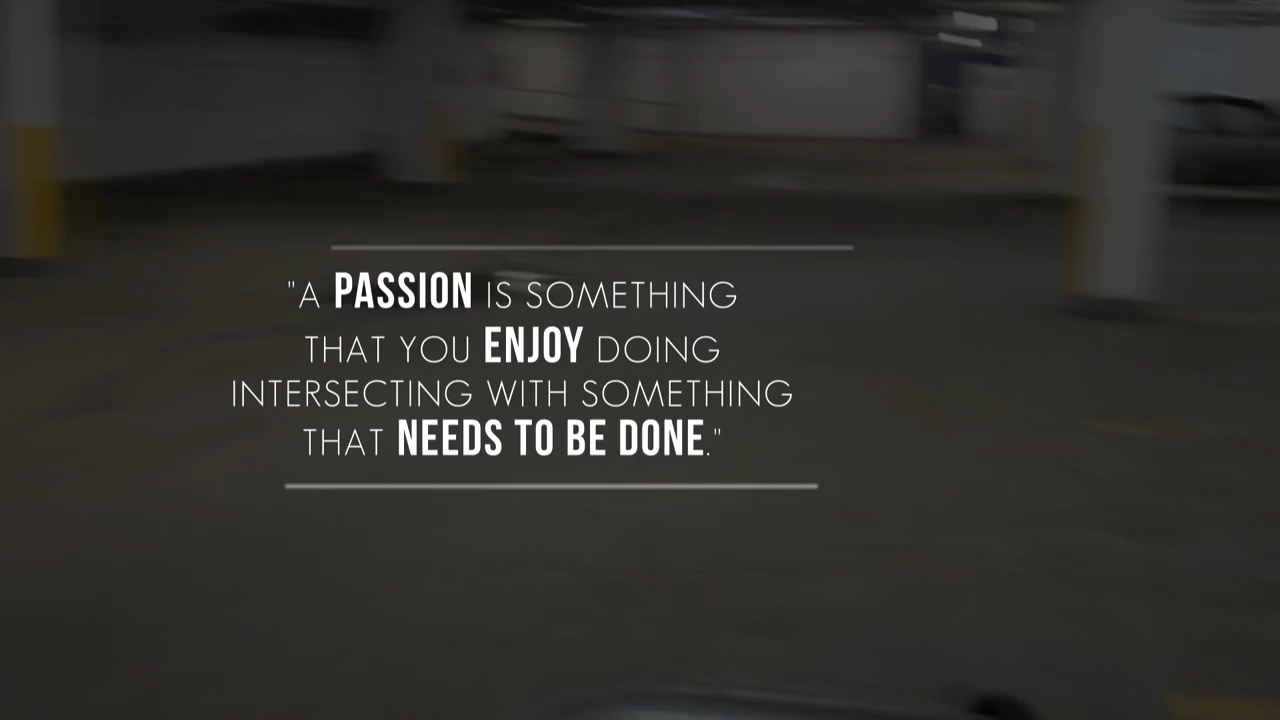 "A PASSION IS SOMETHING
THAT YOU ENJOY DOING
INTERSECTING WITH SOMETHING
THAT NEEDS TO BE DONE."